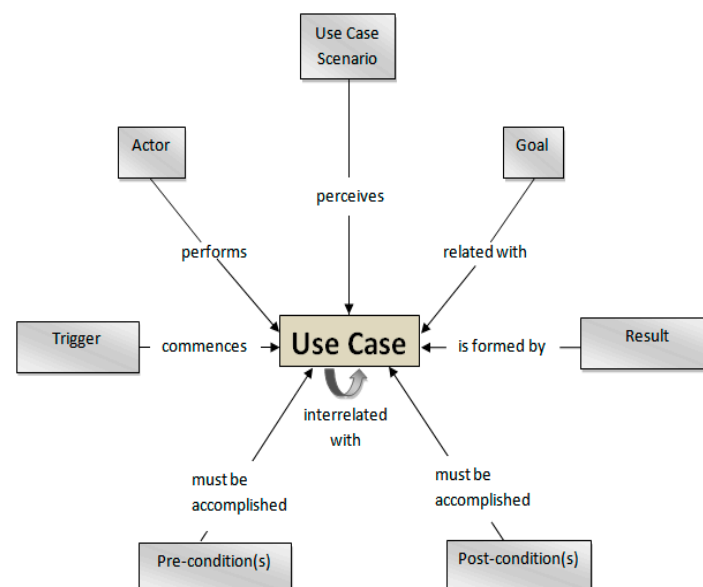 Use Case
Scenario
Actor
Goal
perceives
performs
related with
Trigger
commences
Use Case
is formed by
Result
interrelated
with
must be
accomplished
must be
accomplished
Pre-condition(s)
Post-condition(s)